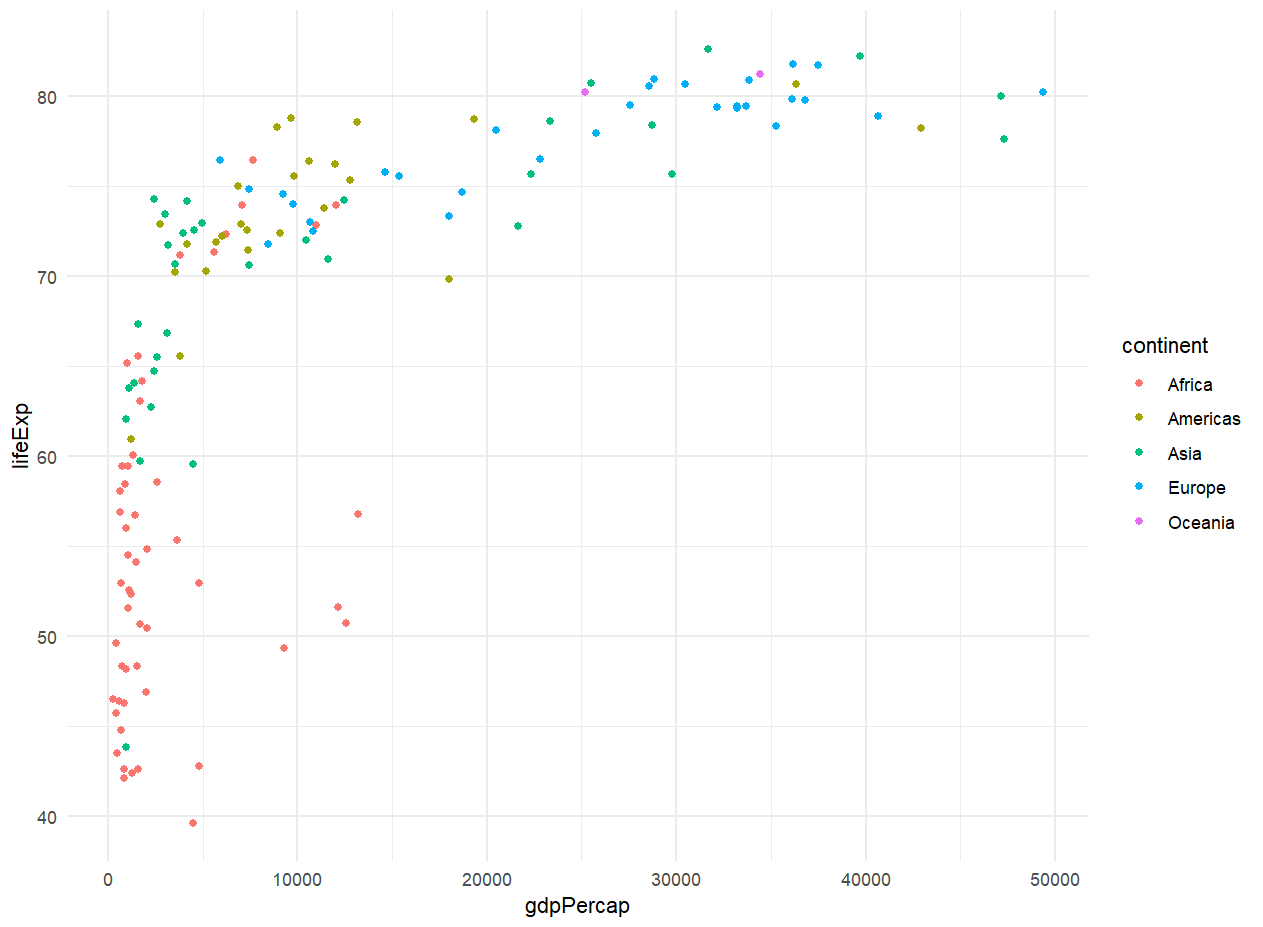 80
70
60
50
40
lifeExp
0 10000 20000 30000 40000 50000
gdpPercap
continent
Africa
Americas
Asia
Europe
Oceania